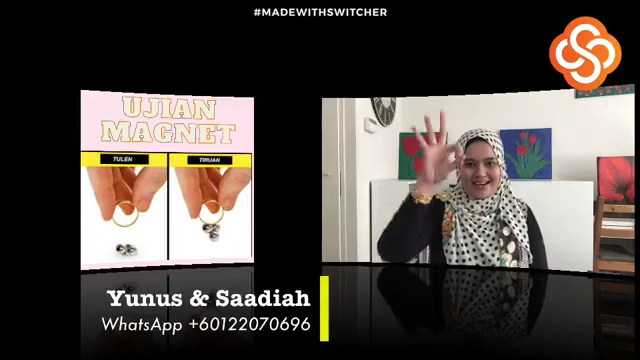 #MADEWITHSWITCHER
UJIAN
MAGNET
TULEN
TIRUAN
Yunus & Saadiah
WhatsApp +60122070696